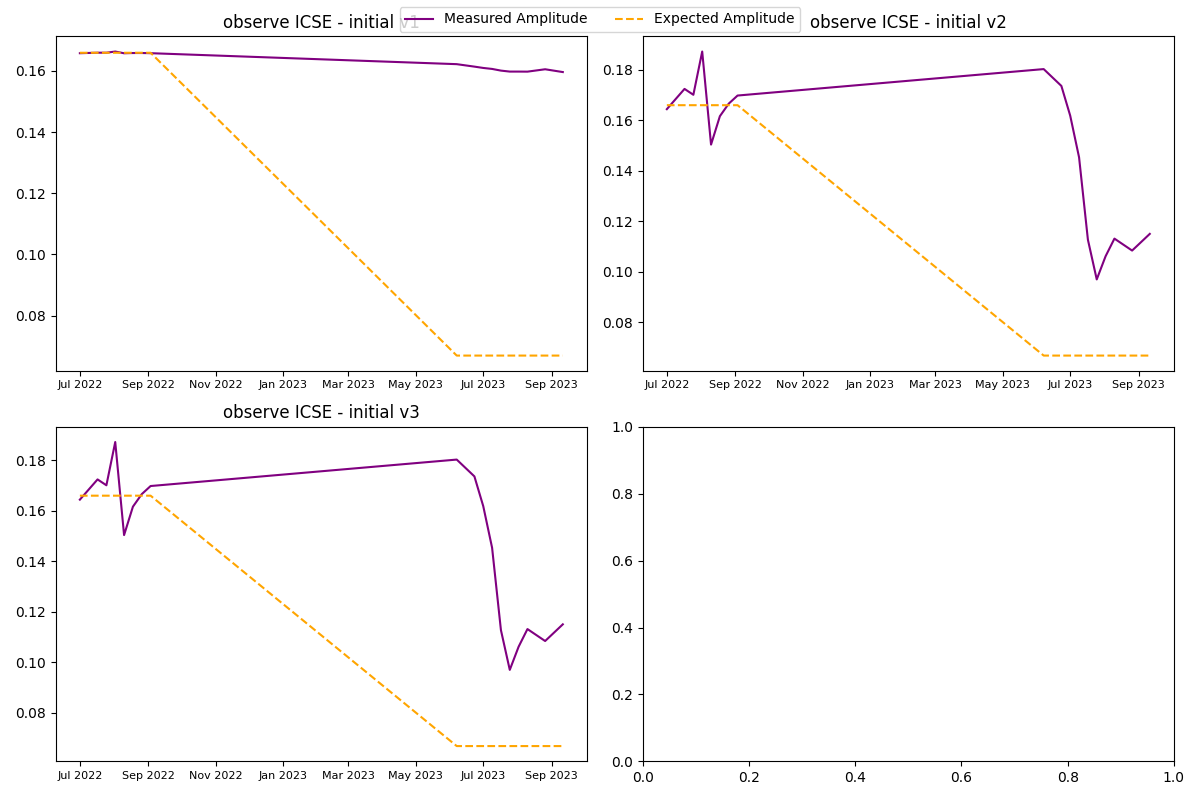 observe ICSE - initial v1
Measured Amplitude
Expected Amplitude
observe ICSE - initial v2
0.16
0.14
0.12
0.10
0.08
Jul 2022 Sep 2022 Nov 2022 Jan 2023 Mar 2023 May 2023 Jul 2023 Sep 2023
0.18
0.16
0.14
0.12
0.10
0.08
Jul 2022 Sep 2022 Nov 2022 Jan 2023 Mar 2023 May 2023 Jul 2023 Sep 2023
observe ICSE - initial v3
0.18
0.16
0.14
0.12
0.10
0.08
Jul 2022 Sep 2022 Nov 2022 Jan 2023 Mar 2023 May 2023 Jul 2023 Sep 2023
1.0
0.8
0.6
0.4
0.2
0.0
0.0 0.2 0.4 0.6 0.8 1.0